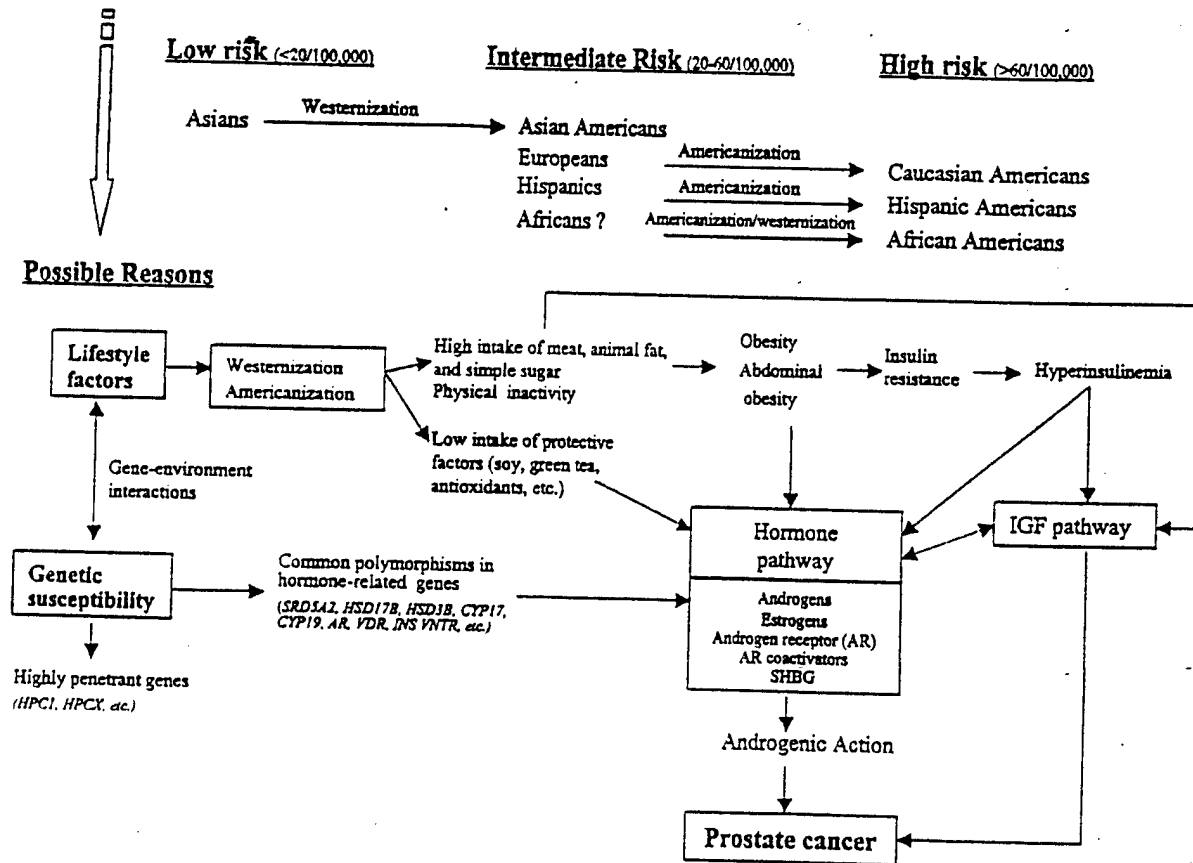 Low risk (<20/100,000)
Intermediate Risk (20-60/100,000)
High risk (>60/100,000)
Asians
Westernization
Asian Americans
Europeans
Americanization
Caucasian Americans
Hispanics
Americanization
Hispanic Americans
Africans ?
Americanization/westernization
African Americans
Possible Reasons
Lifestyle
factors
Westernization
Americanization
High intake of meat, animal fat,
and simple sugar
Physical inactivity
Obesity
Abdominal
obesity
Insulin
resistance
Hyperinsulinemia
Low intake of protective
factors (soy, green tea,
antioxidants, etc.)
Gene-environment
interactions
Hormone
pathway
IGF pathway
Genetic
susceptibility
Common polymorphisms in
hormone-related genes
(SRD5A2, HSD17B, HSD3B, CYP17,
CYP19, AR, VDR, INS VNTR, etc.)
Androgens
Estrogens
Androgen receptor (AR)
AR coactivators
SHBG
Highly penetrant genes
(HPC1, HPCX, etc.)
Androgenic Action
Prostate cancer